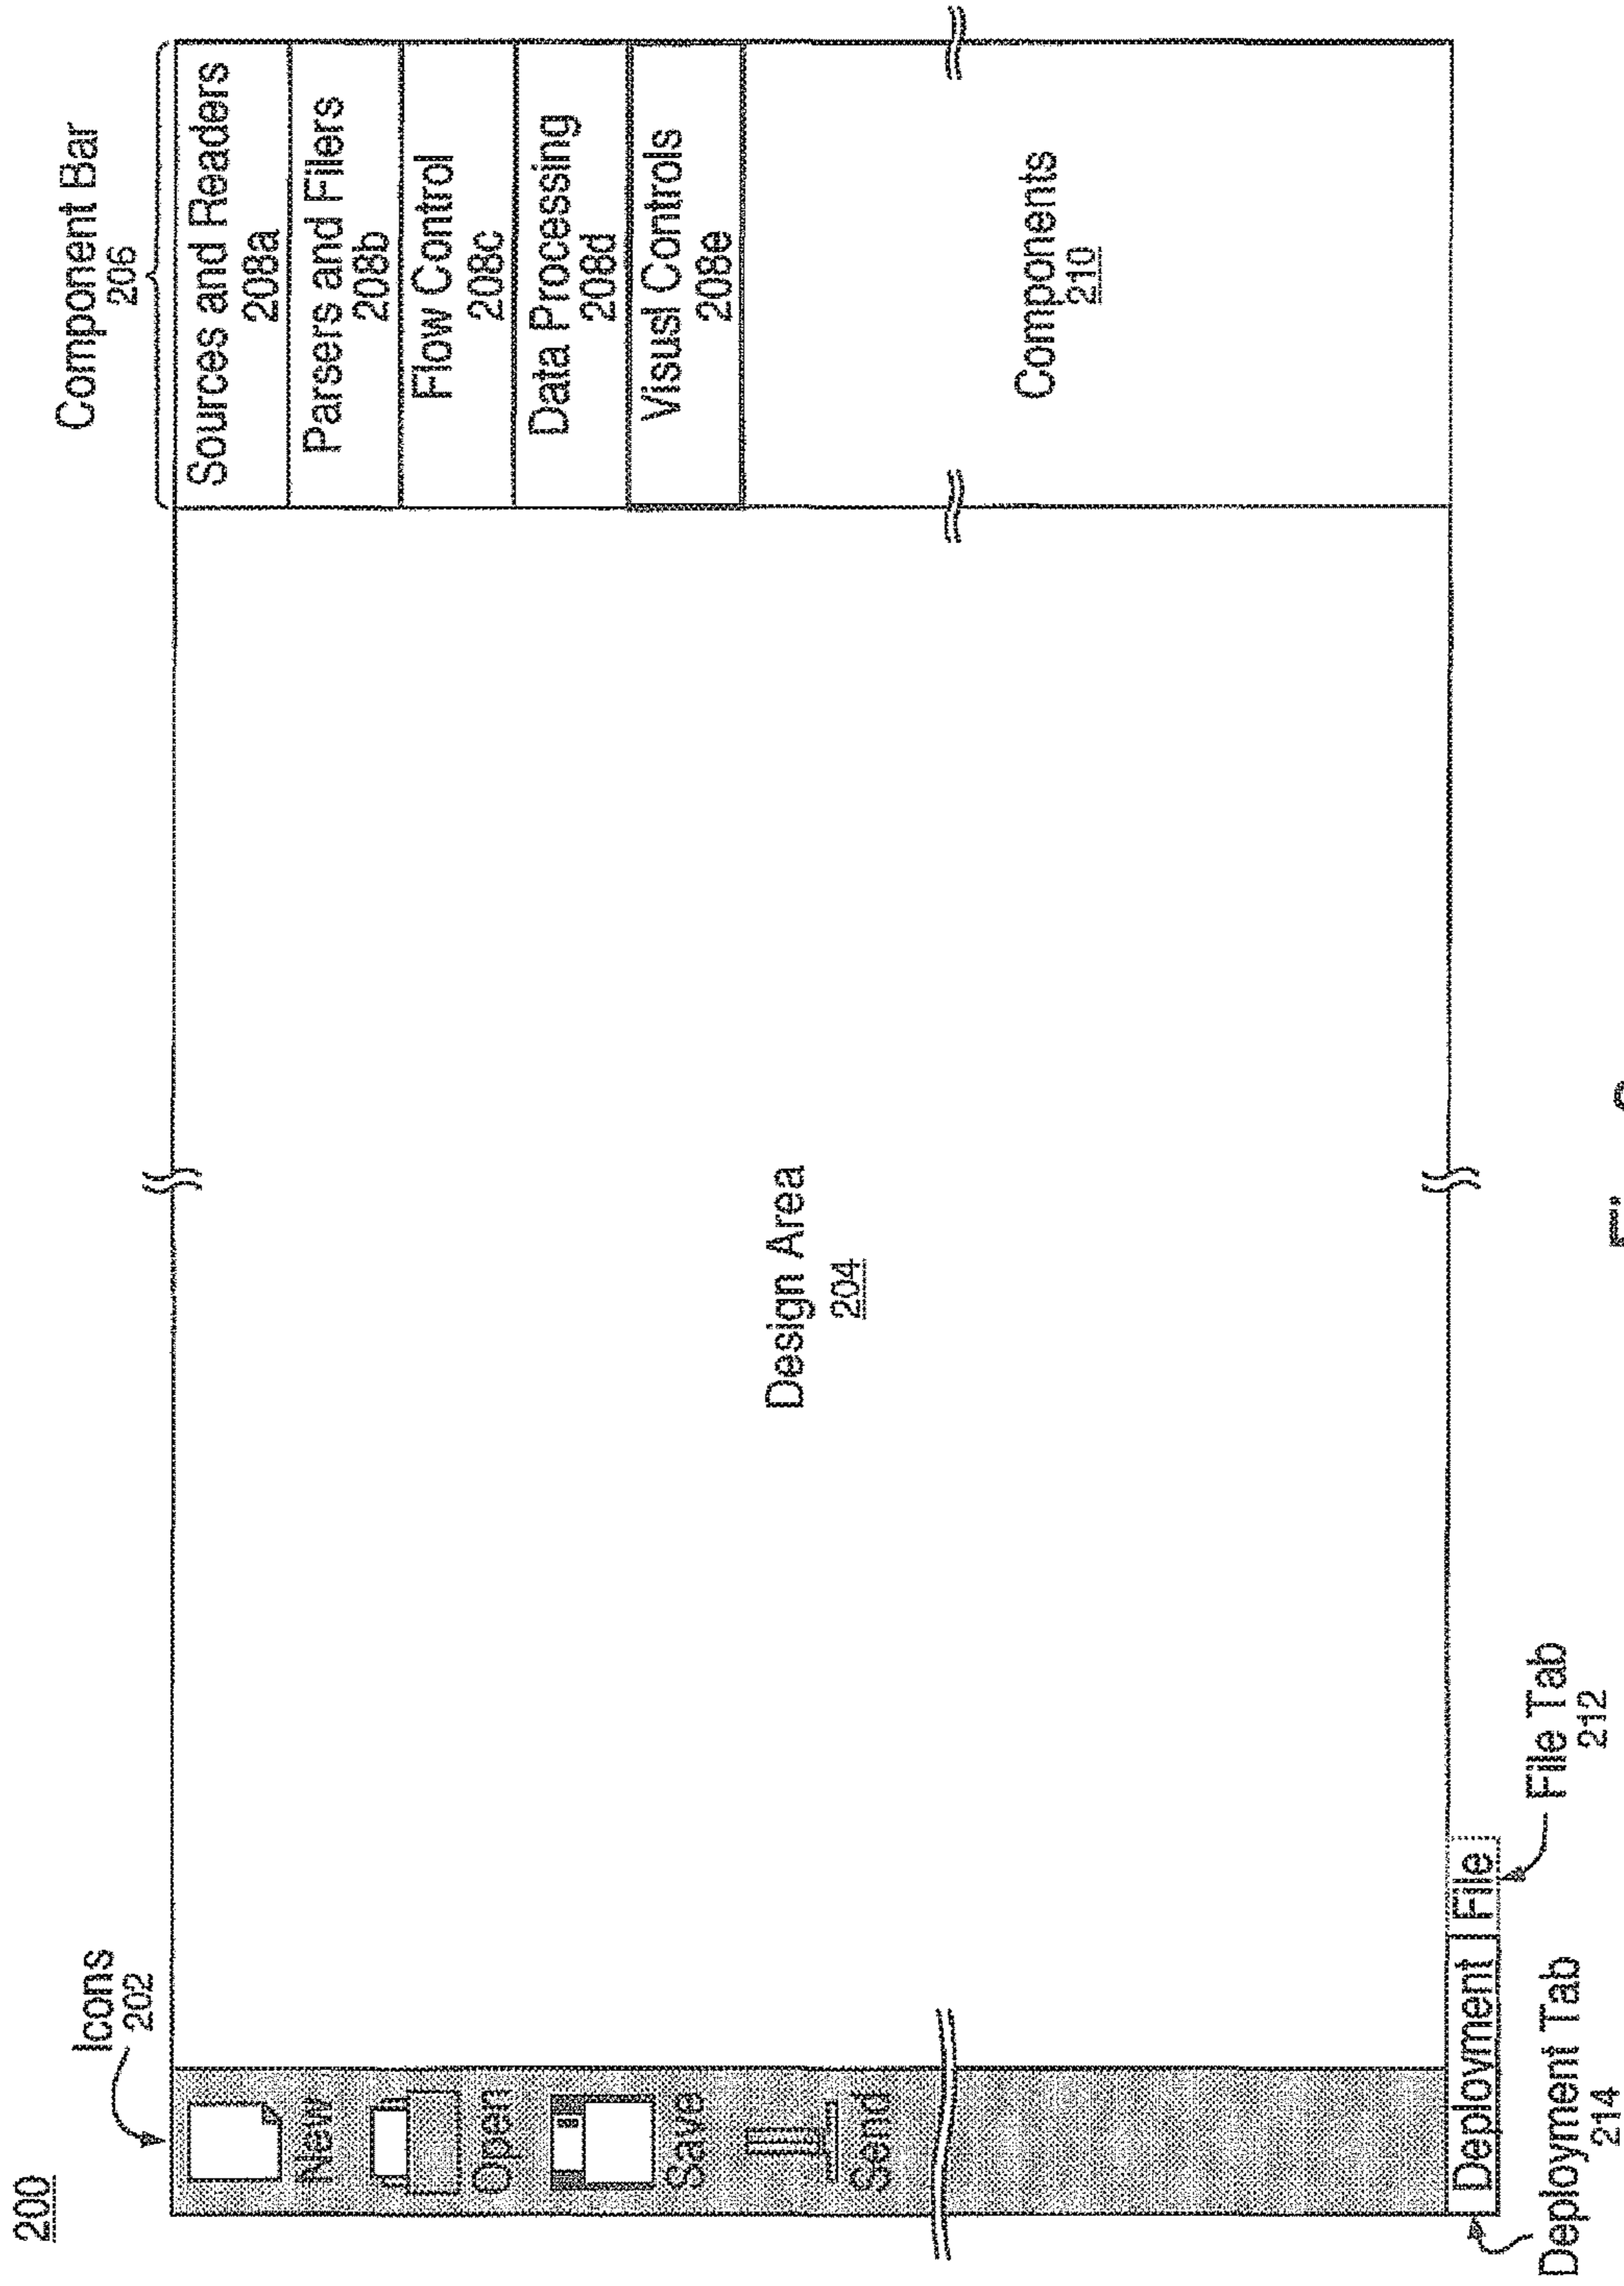 200
Icons
202
New
Open
Save
Send
Design Area
204
Component Bar
206
Sources and Readers
208a
Parsers and Filers
208b
Flow Control
208c
Data Processing
208d
Visusl Controls
208e
Components
210
Deployment
File
Deployment Tab
214
File Tab
212